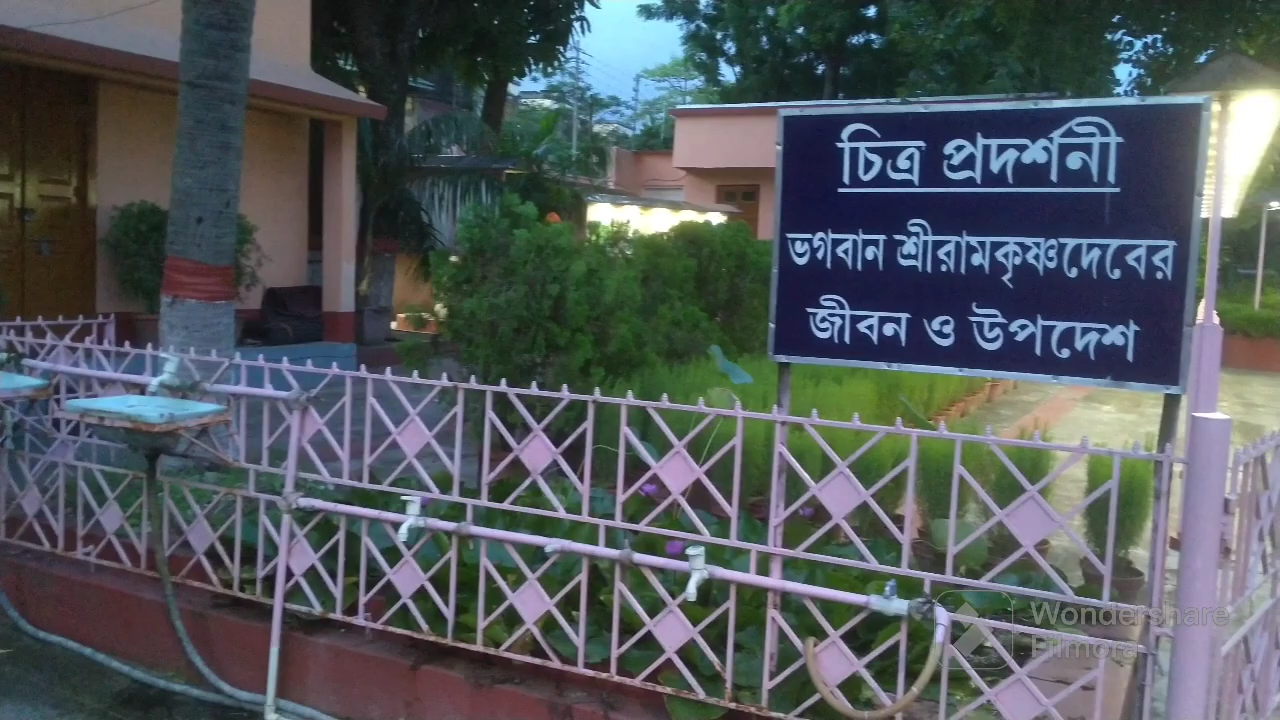 চিত্র প্রদর্শনী
ভগবান শ্রীরামকৃষ্ণদেবের
জীবন ও উপদেশ
Wondershare
Filmora